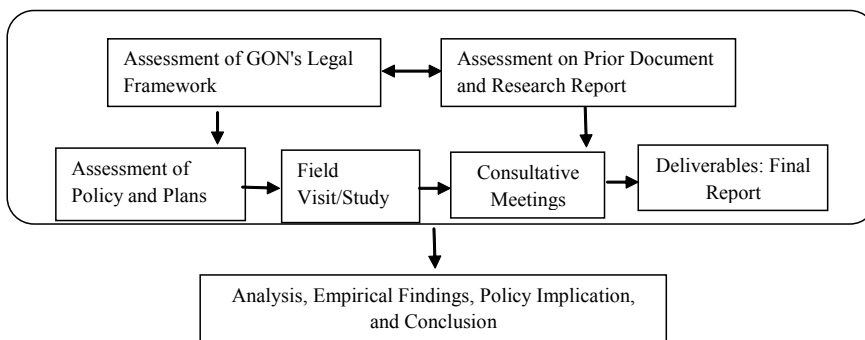 Assessment of GON's Legal
Framework
Assessment on Prior Document
and Research Report
Assessment of
Policy and Plans
Field
Visit/Study
Consultative
Meetings
Deliverables: Final
Report
Analysis, Empirical Findings, Policy Implication,
and Conclusion